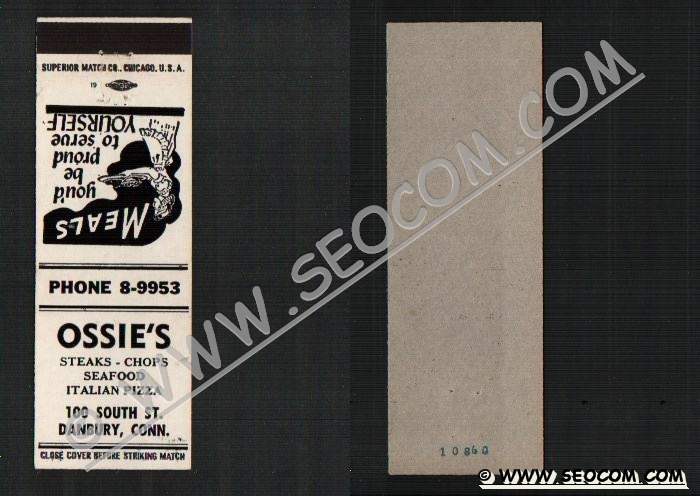 SUPERIOR MATCH CO., CHICAGO, U.S.A.
19
MEALS
you'd
be
proud
to serve
YOURSELF
PHONE 8-9953
OSSIE'S
STEAKS - CHOPS
SEAFOOD
ITALIAN PIZZA
100 SOUTH ST.
DANBURY, CONN.
CLOSE COVER BEFORE STRIKING MATCH
10840
© WWW.SEOCOM.COM
© WWW.SEOCOM.COM